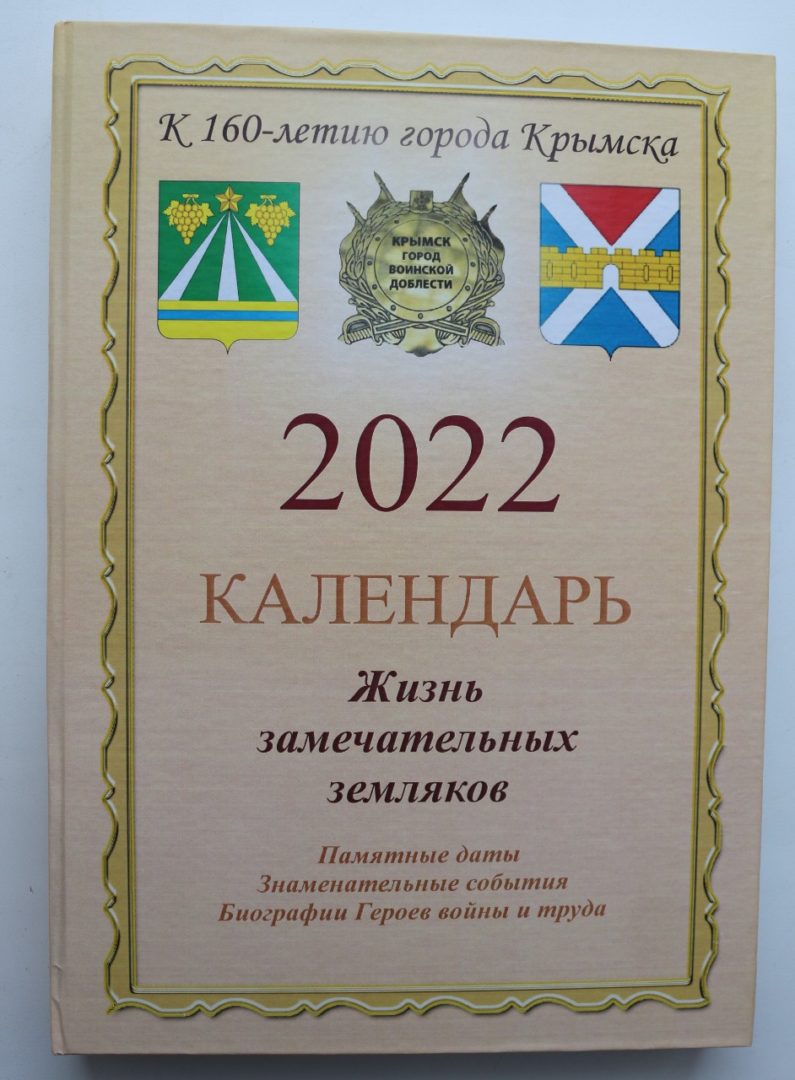 К 160-летию города Крымска
КРЫМСК
ГОРОД
ВОИНСКОЙ
ДОБЛЕСТИ
2022
КАЛЕНДАРЬ
Жизнь
замечательных
земляков
Памятные даты
Знаменательные события
Биографии Героев войны и труда